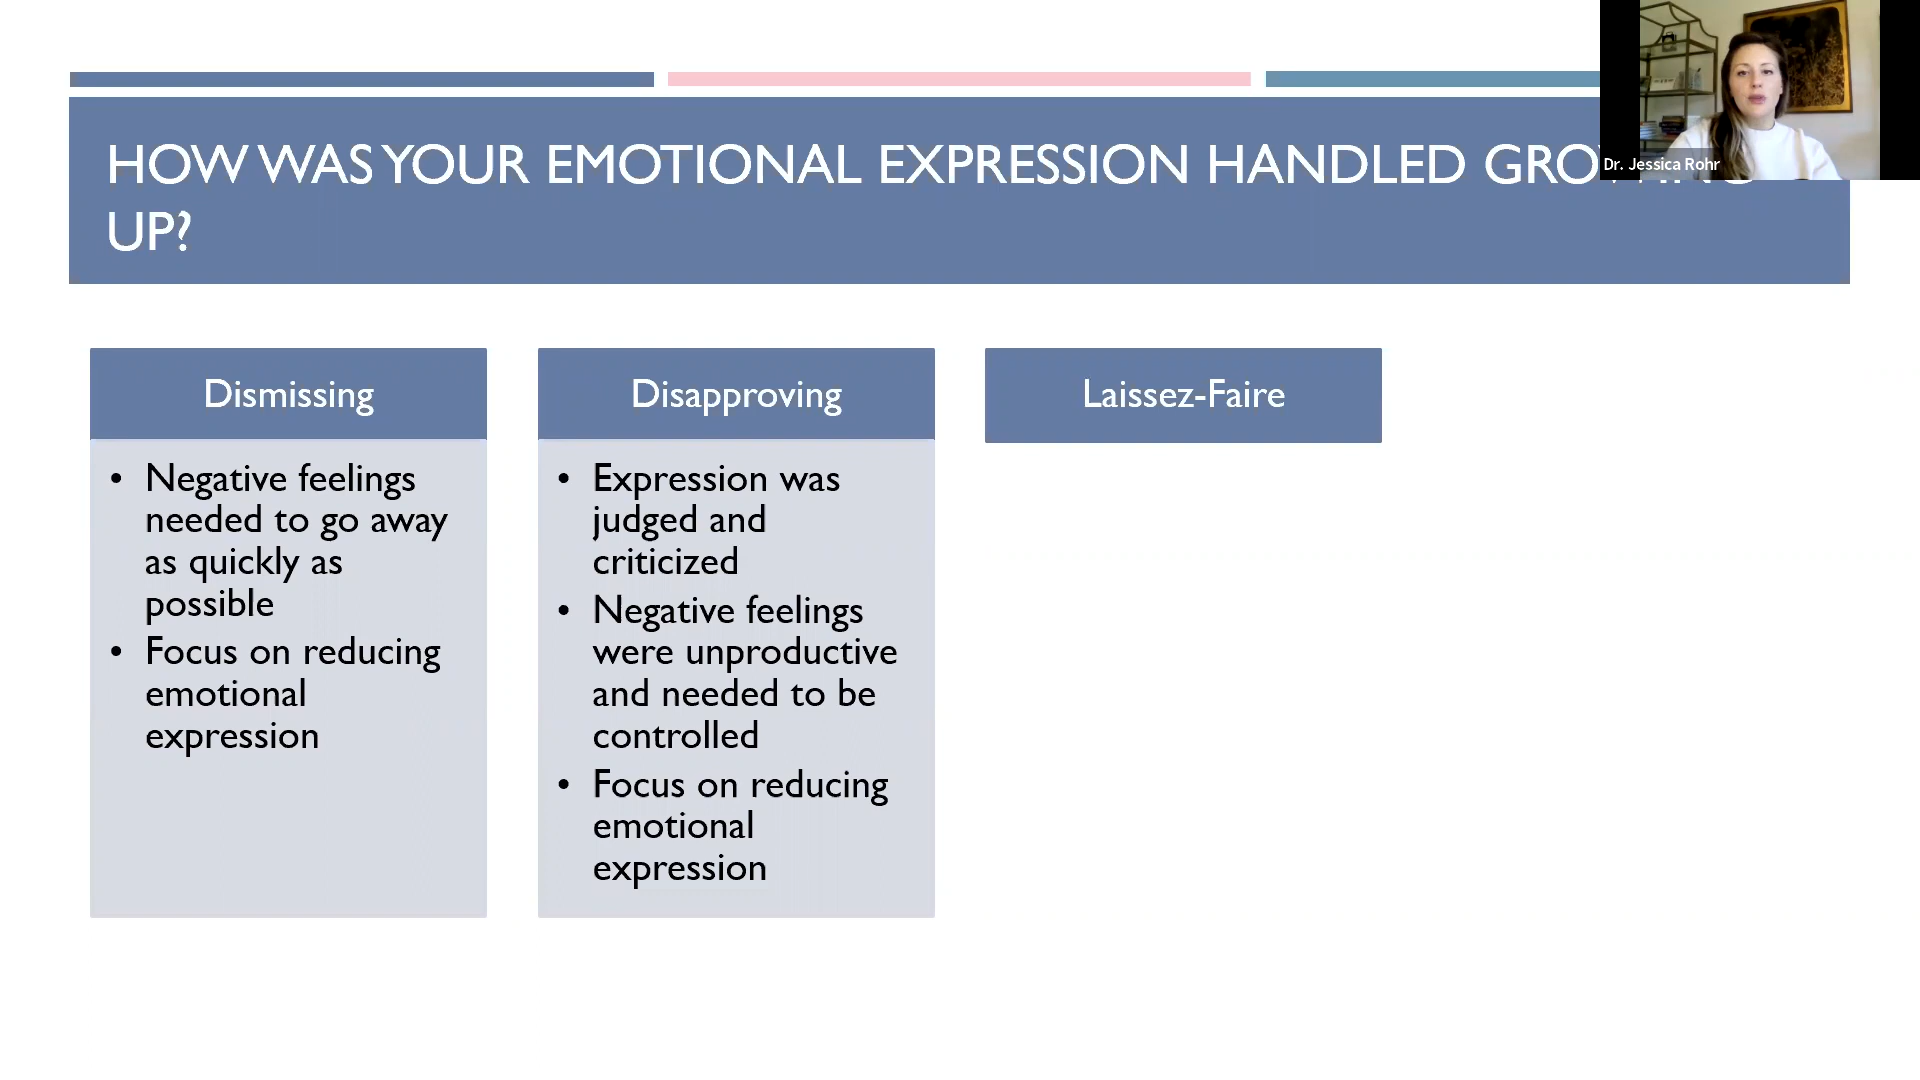 HOW WAS YOUR EMOTIONAL EXPRESSION HANDLED
UP?
Dr. Jessica Rohr
Dismissing
• Negative feelings
needed to go away
as quickly as
possible
• Focus on reducing
emotional
expression
Disapproving
• Expression was
judged and
criticized
• Negative feelings
were unproductive
and needed to be
controlled
• Focus on reducing
emotional
expression
Laissez-Faire